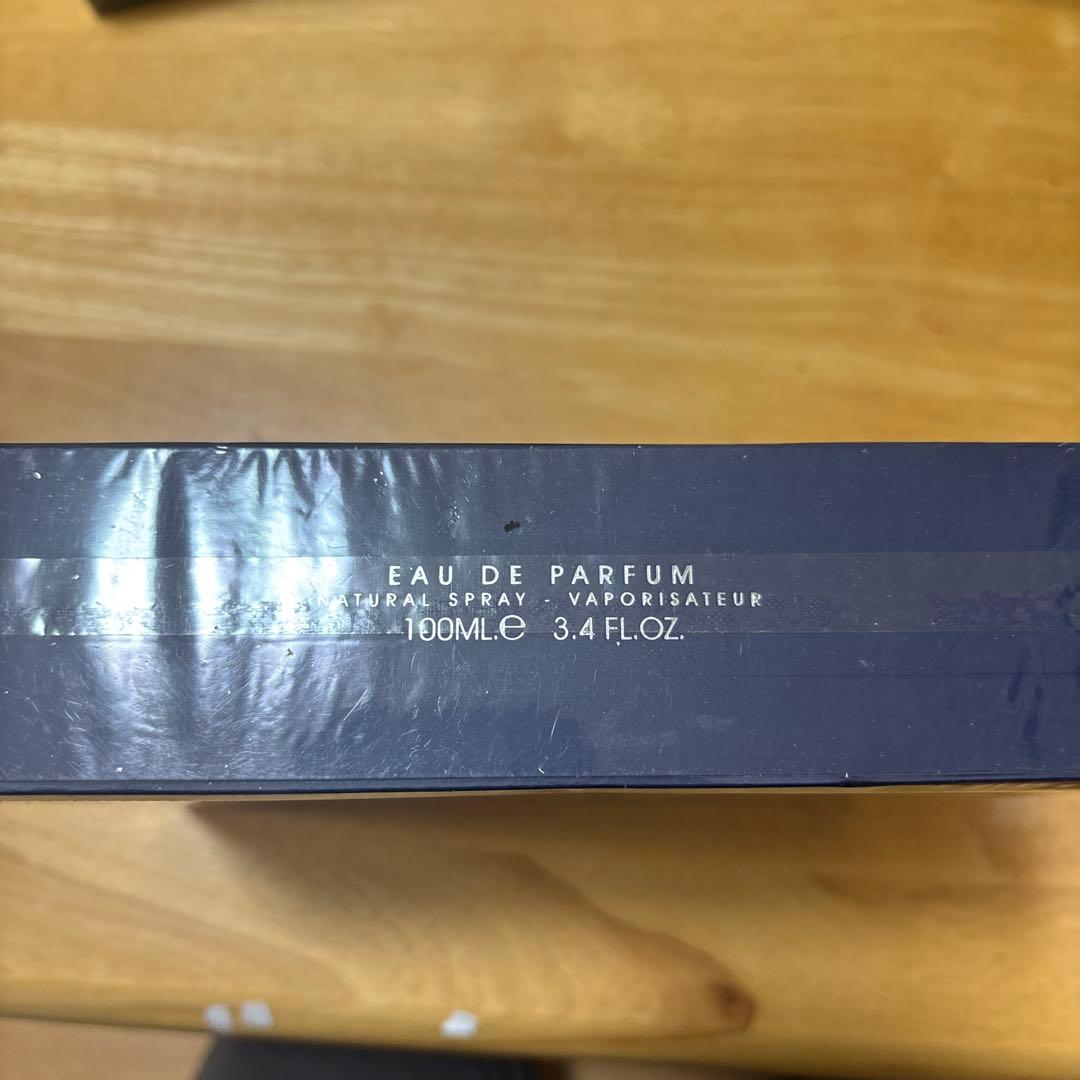 EAU DE PARFUM
NATURAL SPRAY - VAPORISATEUR
100ML.e 3.4 FL.OZ.